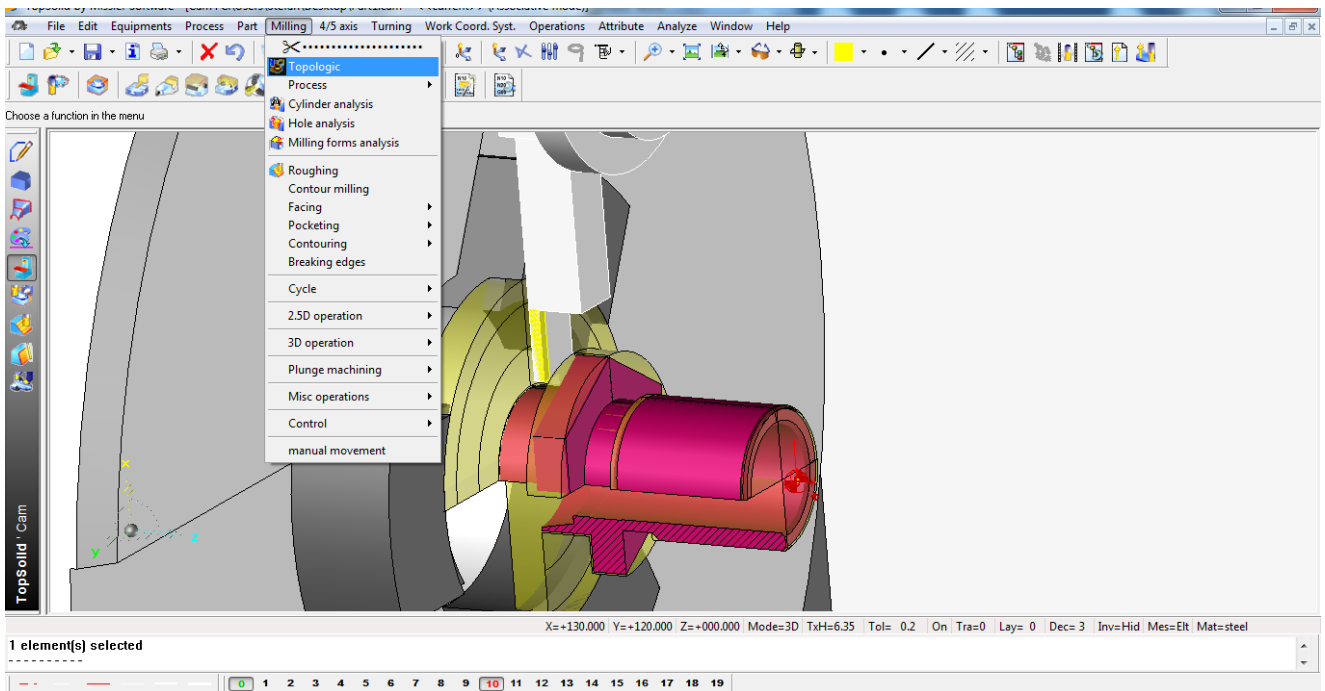 TopSolid by Missler Software
File Edit Equipments Process Part Milling 4/5 axis Turning Work Coord. Syst. Operations Attribute Analyze Window Help
Topologic
Process
Cylinder analysis
Hole analysis
Milling forms analysis
Roughing
Contour milling
Facing
Pocketing
Contouring
Breaking edges
Cycle
2.5D operation
3D operation
Plunge machining
Misc operations
Control
manual movement
Choose a function in the menu
x
y
z
TopSolid 'Cam
X=+130.000 Y=+120.000 Z=+000.000 Mode=3D TxH=6.35 Tol= 0.2 On Tra=0 Lay= 0 Dec= 3 Inv=Hid Mes=Elt Mat=steel
1 element(s) selected
----------
0 1 2 3 4 5 6 7 8 9 10 11 12 13 14 15 16 17 18 19